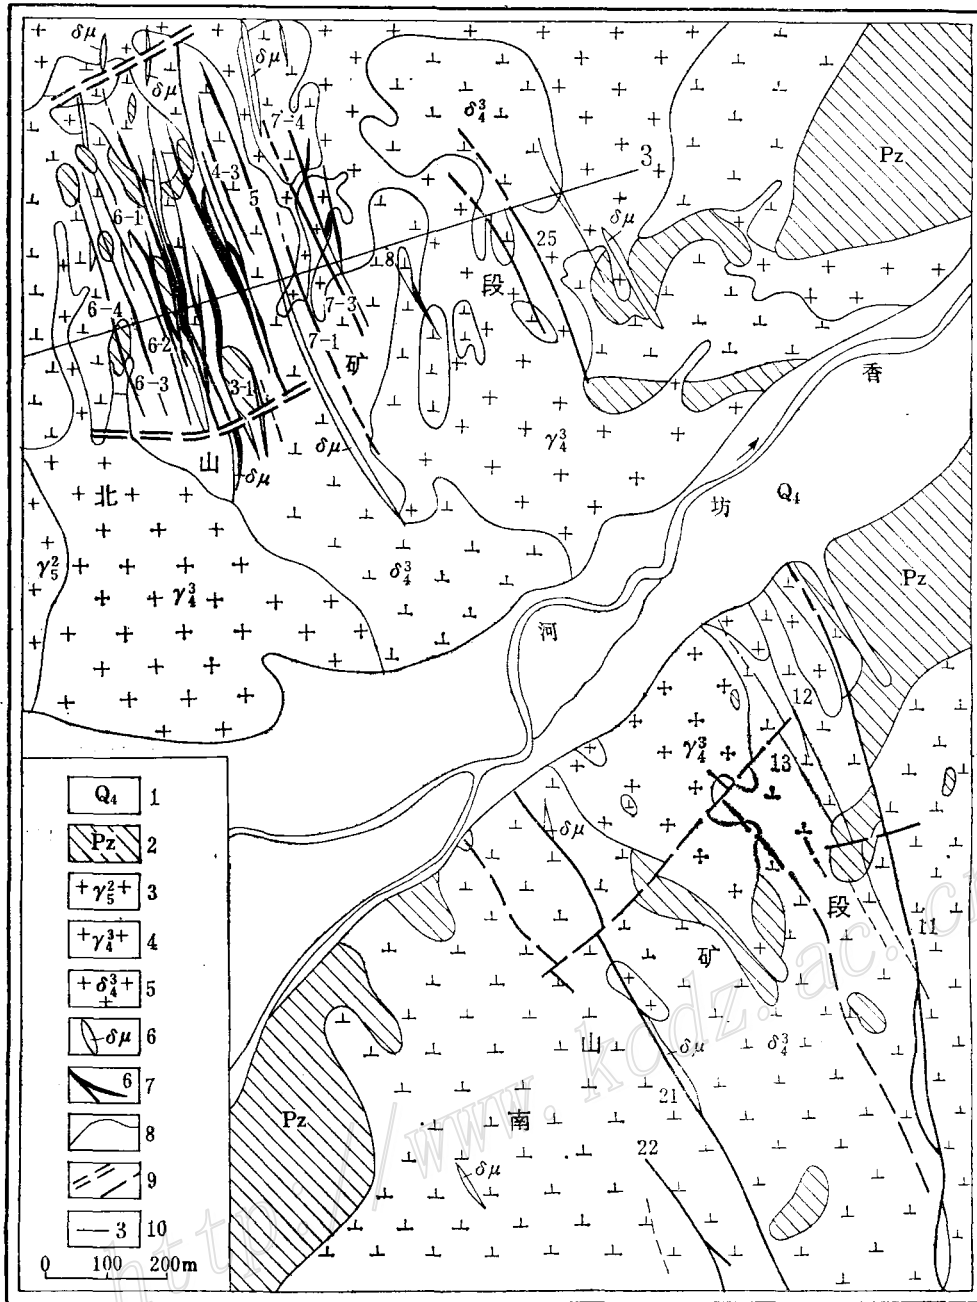 δμ
δμ
δμ
7-4
δ₄³
3
Pz
4-3
5
δμ
6-1
25
段
8
6-4
7-3
7-1
6-2
矿
6-3
3-1
香
γ₄³
δμ
山
δμ
北
坊
Q₄
γ₅²
δ₄³
Pz
γ₄³
河
12
γ₄³
13
Q₄ 1
δμ
Pz 2
+γ₅²+ 3
段
11
+γ₄³+ 4
矿
+δ₄³+ 5
山
δμ
δ₄³
δμ 6
21
6 7
Pz
南
22
8
δμ
9
3 10
0 100 200m
http://www.kcdz.ac.cn